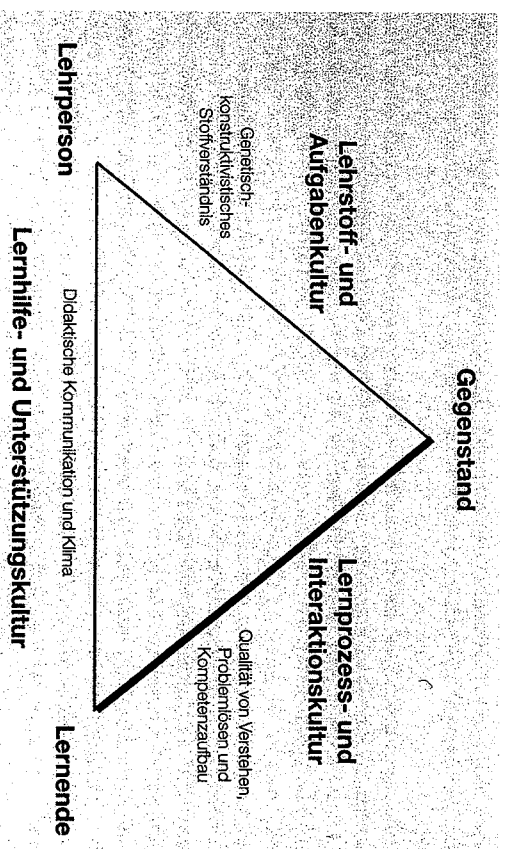 Gegenstand
Lehrstoff- und
Aufgabenkultur
Genetisch-
konstruktivistisches
Stoffverständnis
Lernprozess- und
Interaktionskultur
Qualität von Verstehen,
Problemlösen und
Kompetenzaufbau
Lehrperson
Didaktische Kommunikation und Klima
Lernende
Lernhilfe- und Unterstützungskultur